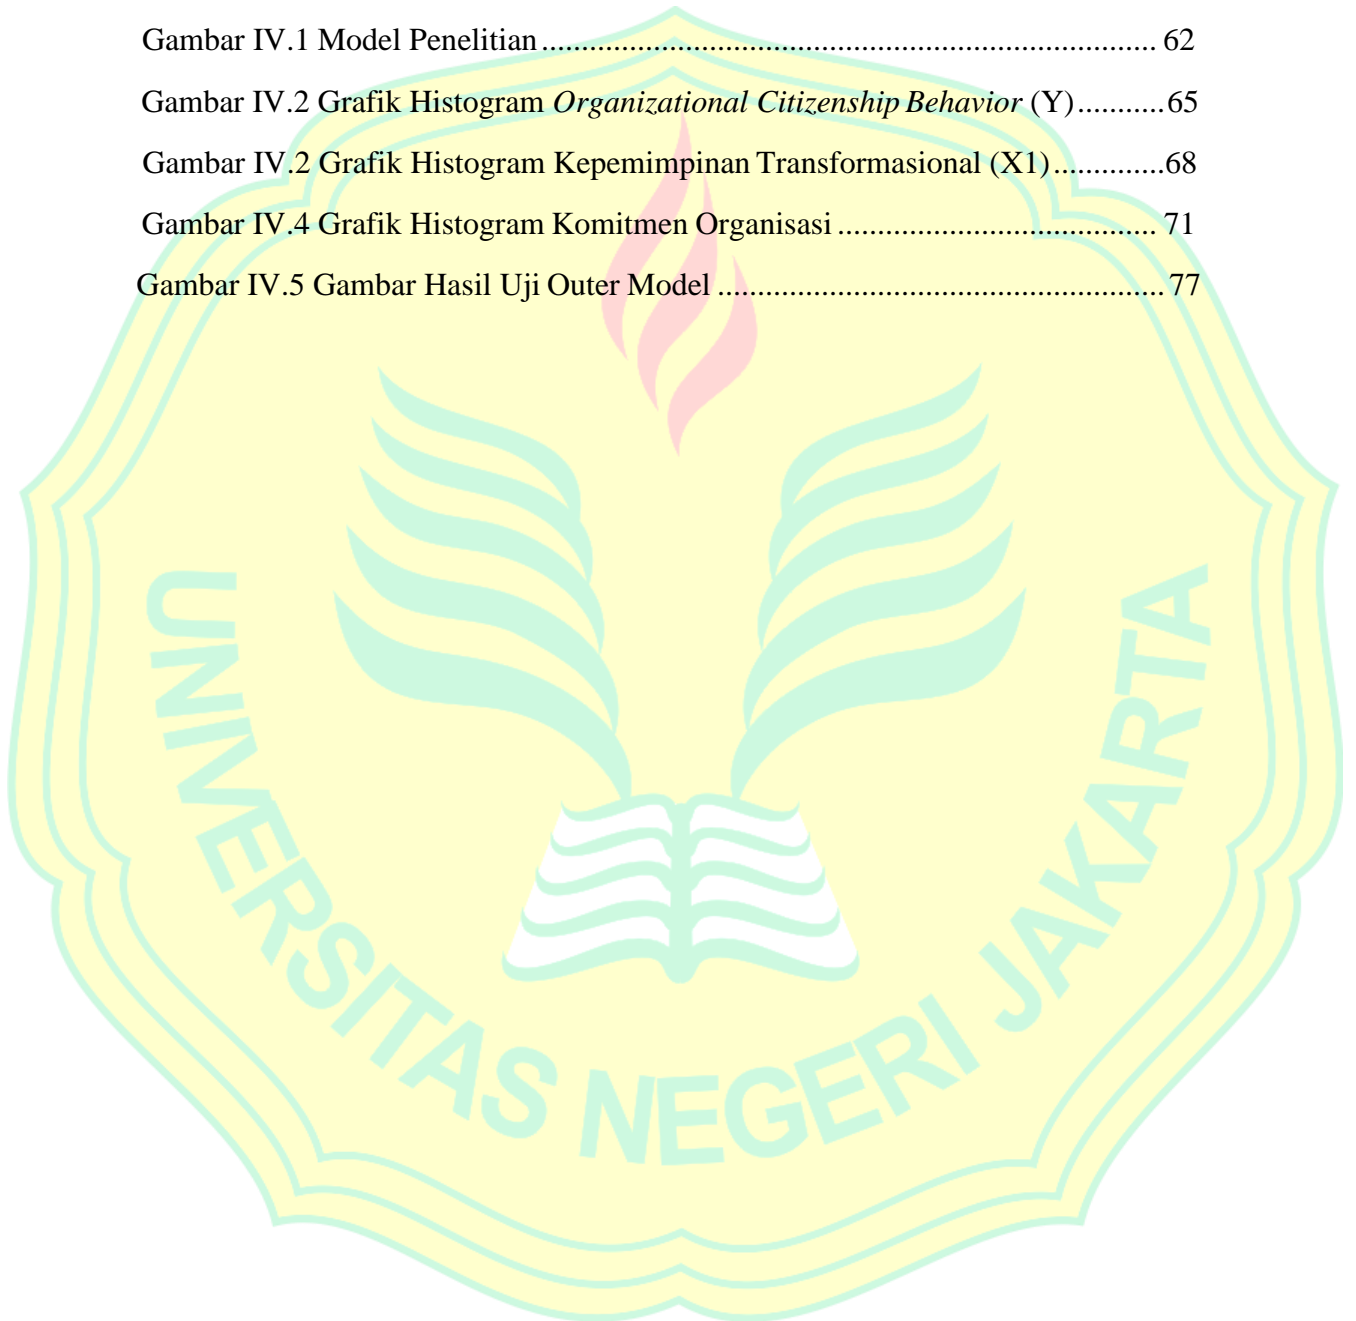 Gambar IV.1 Model Penelitian............................................................................. 62
Gambar IV.2 Grafik Histogram Organizational Citizenship Behavior (Y)...........65
Gambar IV.2 Grafik Histogram Kepemimpinan Transformasional (X1)..............68
Gambar IV.4 Grafik Histogram Komitmen Organisasi ........................................ 71
Gambar IV.5 Gambar Hasil Uji Outer Model ........................................................ 77
UNIVERSITAS NEGERI JAKARTA